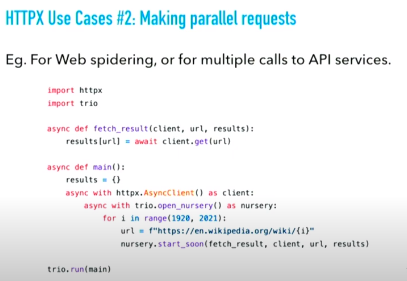 HTTPX Use Cases #2: Making parallel requests
Eg. For Web spidering, or for multiple calls to API services.
import httpx
import trio
async def fetch_result(client, url, results):
    results[url] = await client.get(url)
async def main():
    results = {}
    async with httpx.AsyncClient() as client:
        async with trio.open_nursery() as nursery:
            for i in range(1920, 2021):
                url = f"https://en.wikipedia.org/wiki/{i}"
                nursery.start_soon(fetch_result, client, url, results)
trio.run(main)